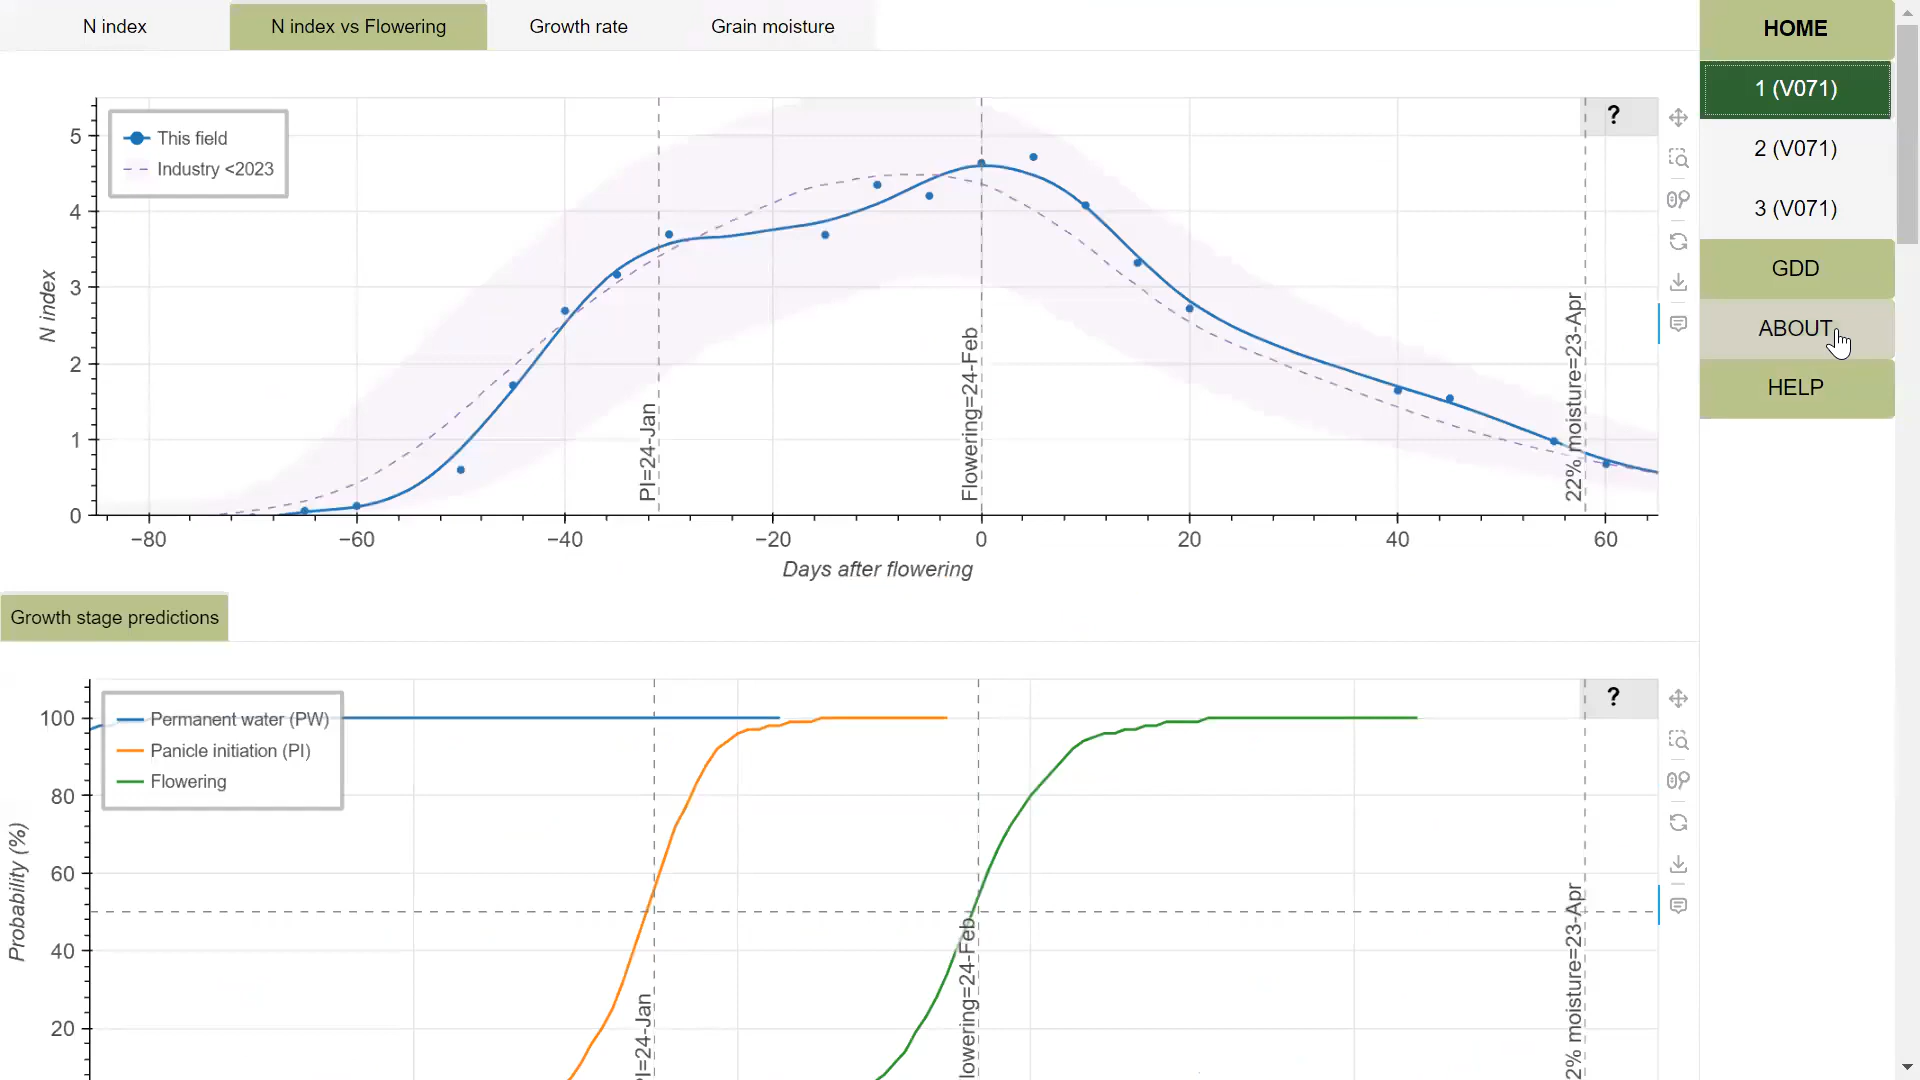 N index
N index vs Flowering
Growth rate
Grain moisture
HOME
1 (V071)
2 (V071)
3 (V071)
GDD
ABOUT
HELP
This field
Industry <2023
?
5
4
3
2
1
0
N index
PI=24-Jan
Flowering=24-Feb
22% moisture=23-Apr
−80
−60
−40
−20
0
20
40
60
Days after flowering
Growth stage predictions
Permanent water (PW)
Panicle initiation (PI)
Flowering
?
100
80
60
40
20
Probability (%)
PI=24-Jan
lowering=24-Feb
2% moisture=23-Apr